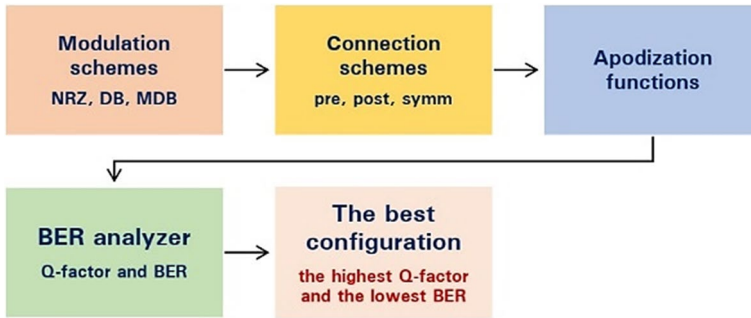 Modulation
schemes
NRZ, DB, MDB
Connection
schemes
pre, post, symm
Apodization
functions
BER analyzer
Q-factor and BER
The best
configuration
the highest Q-factor
and the lowest BER